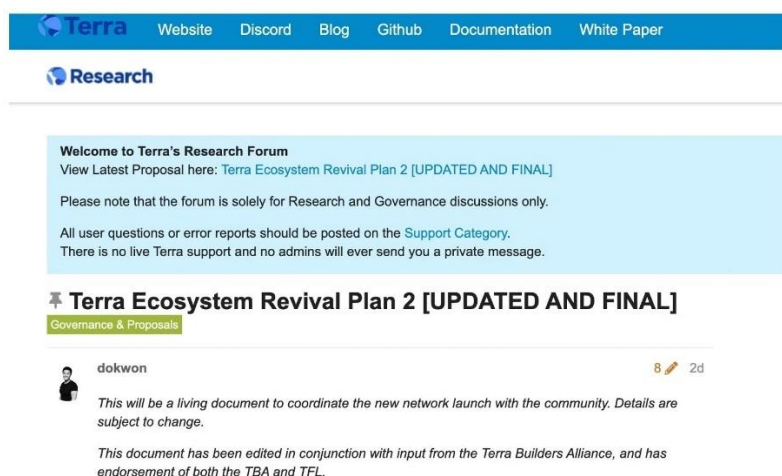 Terra Website Discord Blog Github Documentation White Paper
Research
Welcome to Terra's Research Forum
View Latest Proposal here: Terra Ecosystem Revival Plan 2 [UPDATED AND FINAL]
Please note that the forum is solely for Research and Governance discussions only.
All user questions or error reports should be posted on the Support Category.
There is no live Terra support and no admins will ever send you a private message.
Terra Ecosystem Revival Plan 2 [UPDATED AND FINAL]
Governance & Proposals
dokwon 8 2d
This will be a living document to coordinate the new network launch with the community. Details are
subject to change.
This document has been edited in conjunction with input from the Terra Builders Alliance, and has
endorsement of both the TBA and TFL.